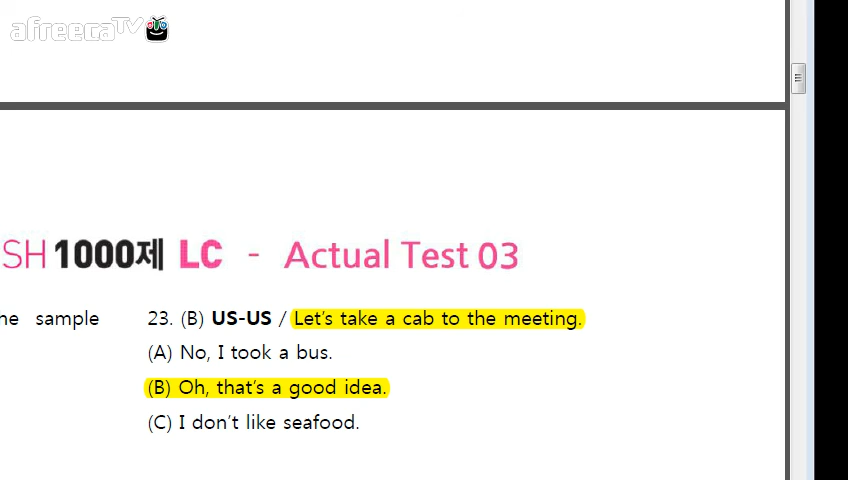 afreecaTV
SH 1000제 LC - Actual Test 03
he sample
23. (B) US-US / Let's take a cab to the meeting.
(A) No, I took a bus.
(B) Oh, that's a good idea.
(C) I don't like seafood.